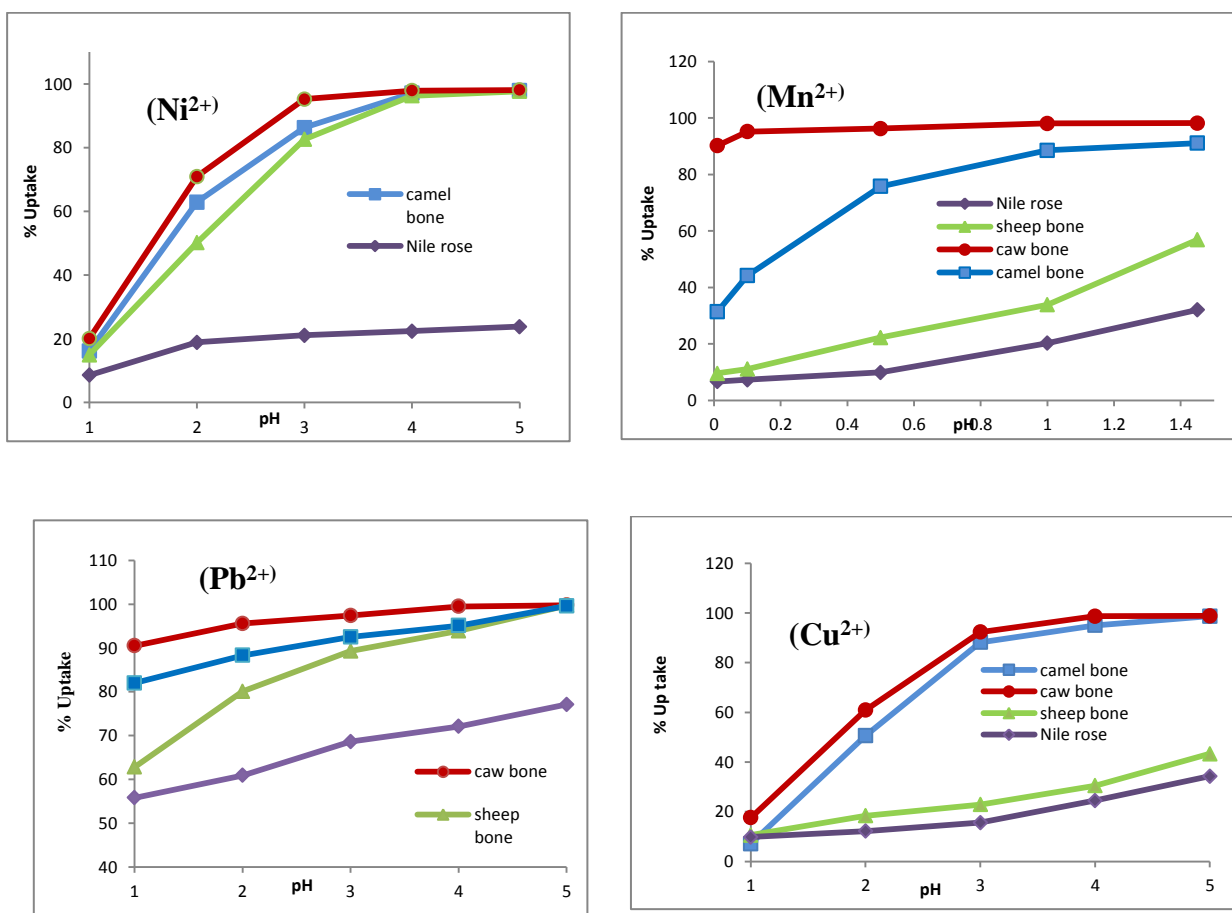 (Ni2+)
% Uptake
100
80
60
40
20
0
1
2
3
4
5
pH
camel
bone
Nile rose
(Mn2+)
% Uptake
120
100
80
60
40
20
0
0
0.2
0.4
0.6
0.8
1
1.2
1.4
pH
Nile rose
sheep bone
caw bone
camel bone
(Pb2+)
% Uptake
110
100
90
80
70
60
50
40
1
2
3
4
5
pH
caw bone
sheep
bone
(Cu2+)
% Up take
120
100
80
60
40
20
0
1
2
3
4
5
pH
camel bone
caw bone
sheep bone
Nile rose